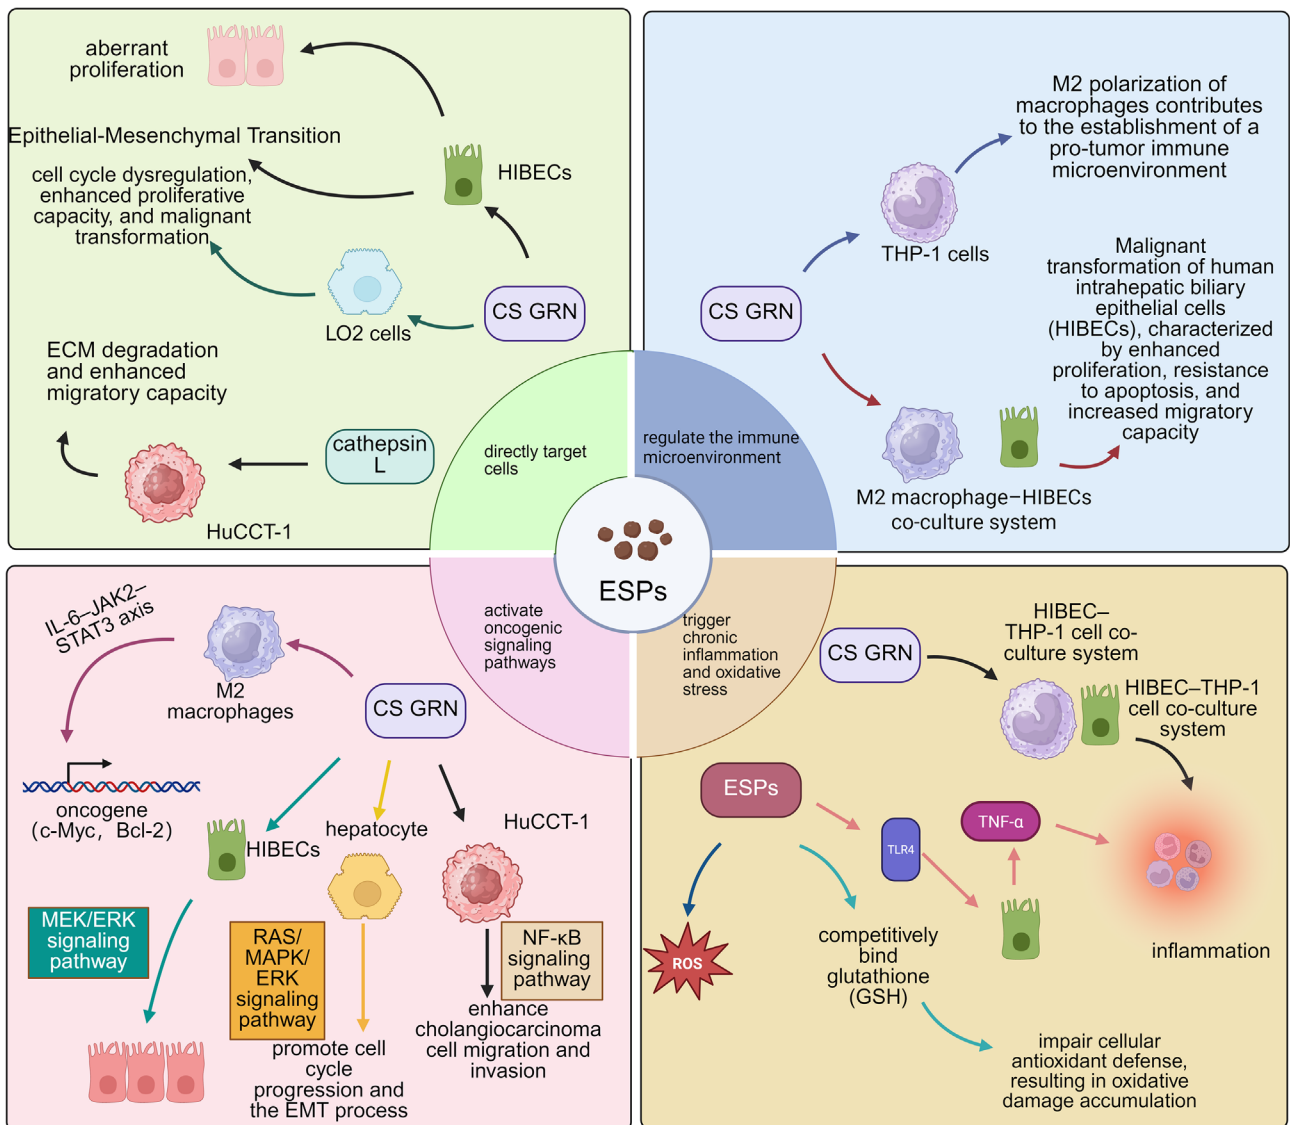 aberrant
proliferation
Epithelial-Mesenchymal Transition
cell cycle dysregulation,
enhanced proliferative
capacity, and malignant
transformation
HIBECs
CS GRN
LO2 cells
ECM degradation
and enhanced
migratory capacity
cathepsin
L
HuCCT-1
directly target
cells
M2 polarization of
macrophages contributes
to the establishment of a
pro-tumor immune
microenvironment
THP-1 cells
CS GRN
Malignant
transformation of human
intrahepatic biliary
epithelial cells
(HIBECs), characterized
by enhanced
proliferation, resistance
to apoptosis, and
increased migratory
capacity
M2 macrophage–HIBECs
co-culture system
regulate the immune
microenvironment
ESPs
IL-6–JAK2–
STAT3 axis
M2
macrophages
CS GRN
oncogene
(c-Myc, Bcl-2)
HIBECs
hepatocyte
HuCCT-1
MEK/ERK
signaling
pathway
RAS/
MAPK/
ERK
signaling
pathway
NF-κB
signaling
pathway
promote cell
cycle
progression and
the EMT process
enhance
cholangiocarcinoma
cell migration and
invasion
activate
oncogenic
signaling
pathways
trigger
chronic
inflammation
and oxidative
stress
CS GRN
HIBEC–
THP-1 cell co-
culture system
HIBEC–THP-1
cell co-culture
system
ESPs
TLR4
TNF-α
ROS
competitively
bind
glutathione
(GSH)
inflammation
impair cellular
antioxidant defense,
resulting in oxidative
damage accumulation